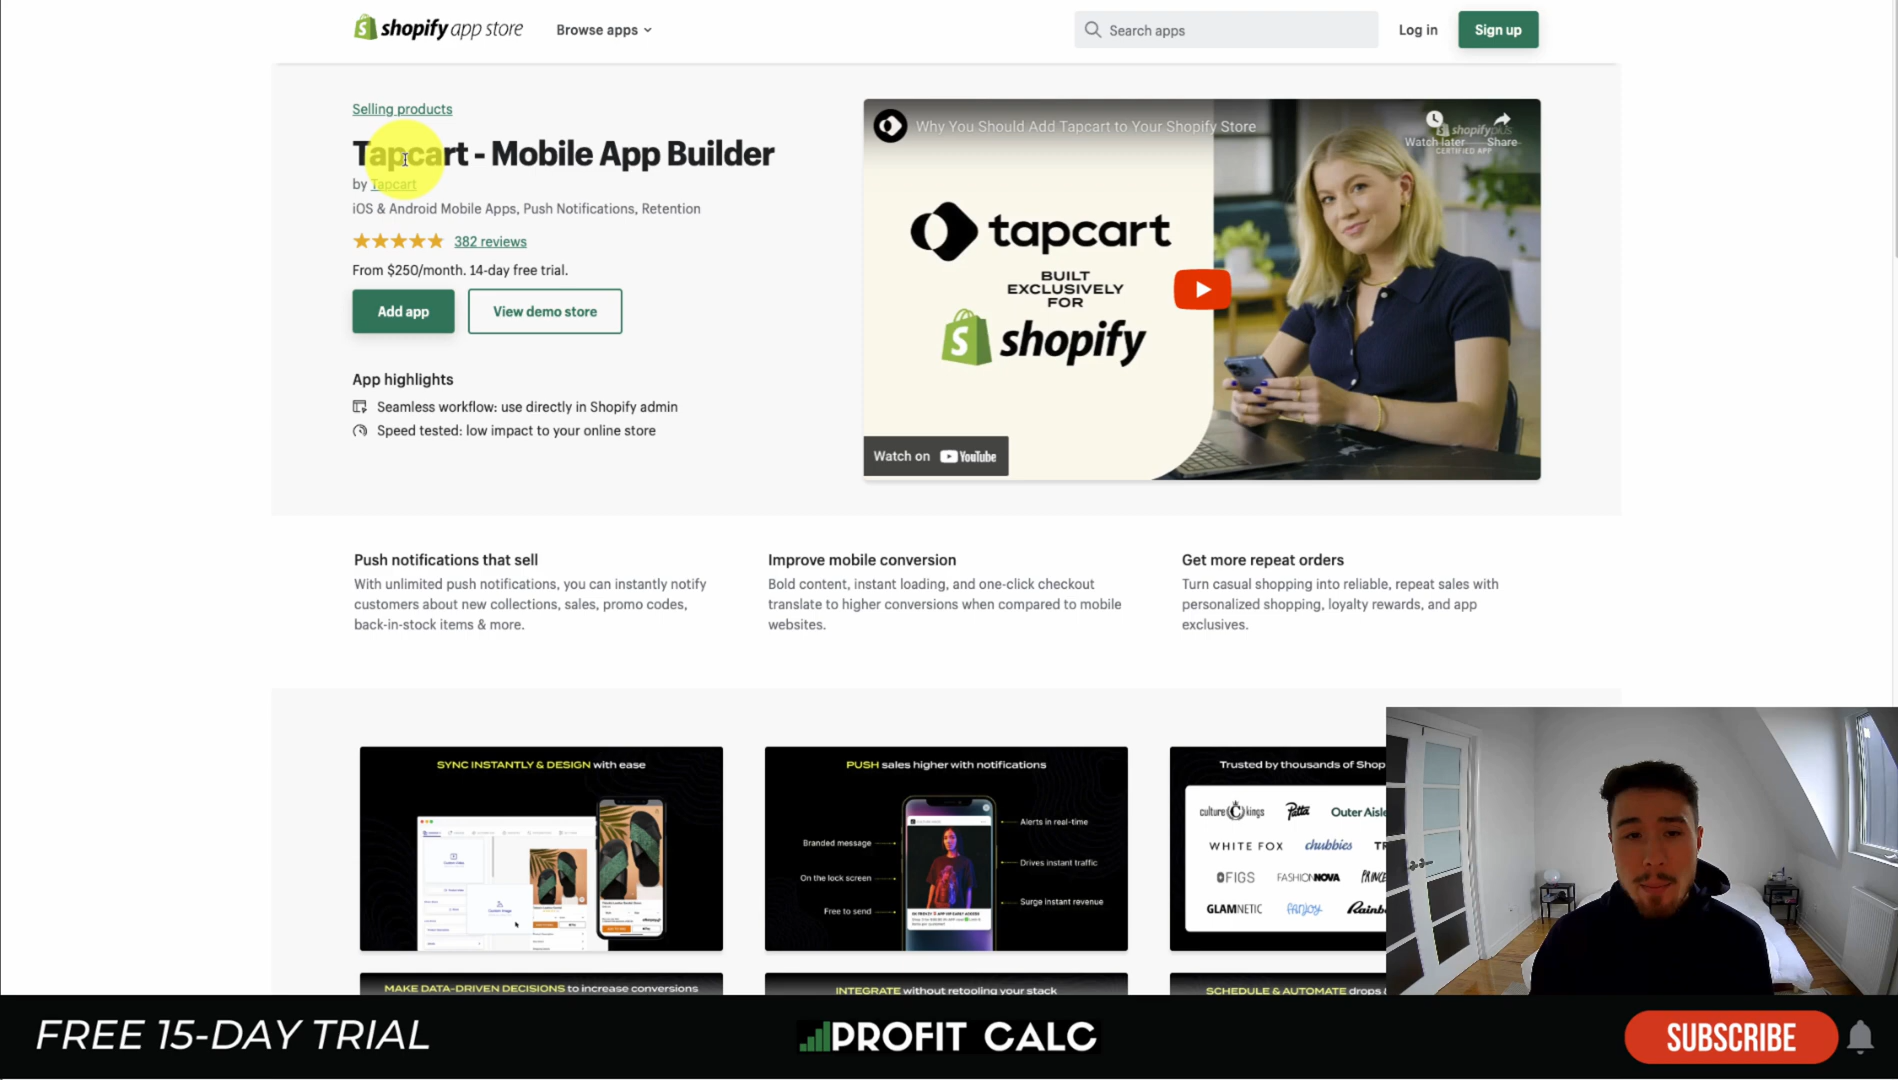 shopify app store
Browse apps
Search apps
Log in
Sign up
Selling products
Tapcart - Mobile App Builder
by Tapcart
iOS & Android Mobile Apps, Push Notifications, Retention
382 reviews
From $250/month. 14-day free trial.
Add app
View demo store
App highlights
Seamless workflow: use directly in Shopify admin
Speed tested: low impact to your online store
Why You Should Add Tapcart to Your Shopify Store
shopifyplus
Watch later
Share
CERTIFIED APP
tapcart
BUILT
EXCLUSIVELY
FOR
shopify
Watch on YouTube
Push notifications that sell
With unlimited push notifications, you can instantly notify
customers about new collections, sales, promo codes,
back-in-stock items & more.
Improve mobile conversion
Bold content, instant loading, and one-click checkout
translate to higher conversions when compared to mobile
websites.
Get more repeat orders
Turn casual shopping into reliable, repeat sales with
personalized shopping, loyalty rewards, and app
exclusives.
SYNC INSTANTLY & DESIGN with ease
PUSH sales higher with notifications
Branded message
On the lock screen
Free to send
Alerts in real-time
Drives instant traffic
Surge instant revenue
Trusted by thousands of Shop
culture kings
Patta
Outer Aisle
WHITE FOX
chubbies
FIGS
FASHIONNOVA
GLAMNETIC
fanjoy
MAKE DATA-DRIVEN DECISIONS to increase conversions
INTEGRATE without retooling your stack
SCHEDULE & AUTOMATE drops &
FREE 15-DAY TRIAL
PROFIT CALC
SUBSCRIBE